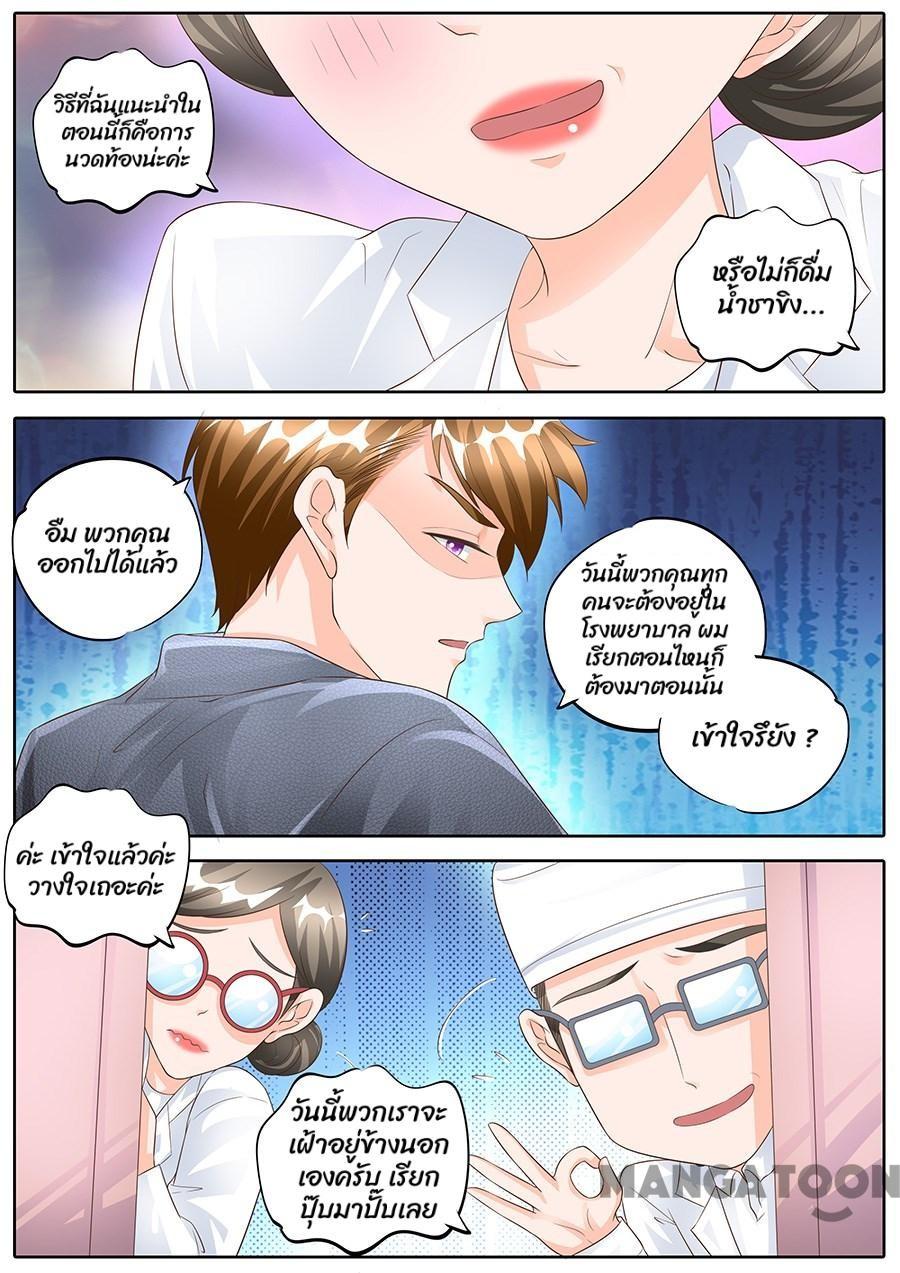 วิธีที่ฉันแนะนำใน
ตอนนี้ก็คือการ
นวดท้องน่ะค่ะ
หรือไม่ก็ดื่ม
น้ำชาขิง...
อืม พวกคุณ
ออกไปได้แล้ว
วันนี้พวกคุณทุก
คนจะต้องอยู่ใน
โรงพยาบาล ผม
เรียกตอนไหนก็
ต้องมาตอนนั้น
เข้าใจรึยัง ?
ค่ะ เข้าใจแล้วค่ะ
วางใจเถอะค่ะ
วันนี้พวกเราจะ
เฝ้าอยู่ข้างนอก
เองครับ เรียก
ปุ๊บมาปั๊บเลย
MANGATOON